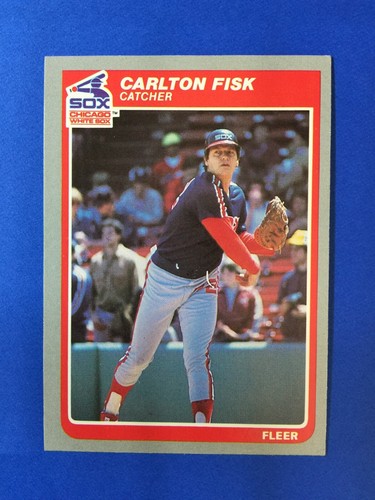 CARLTON FISK
CATCHER
SOX
CHICAGO
WHITE SOX
FLEER